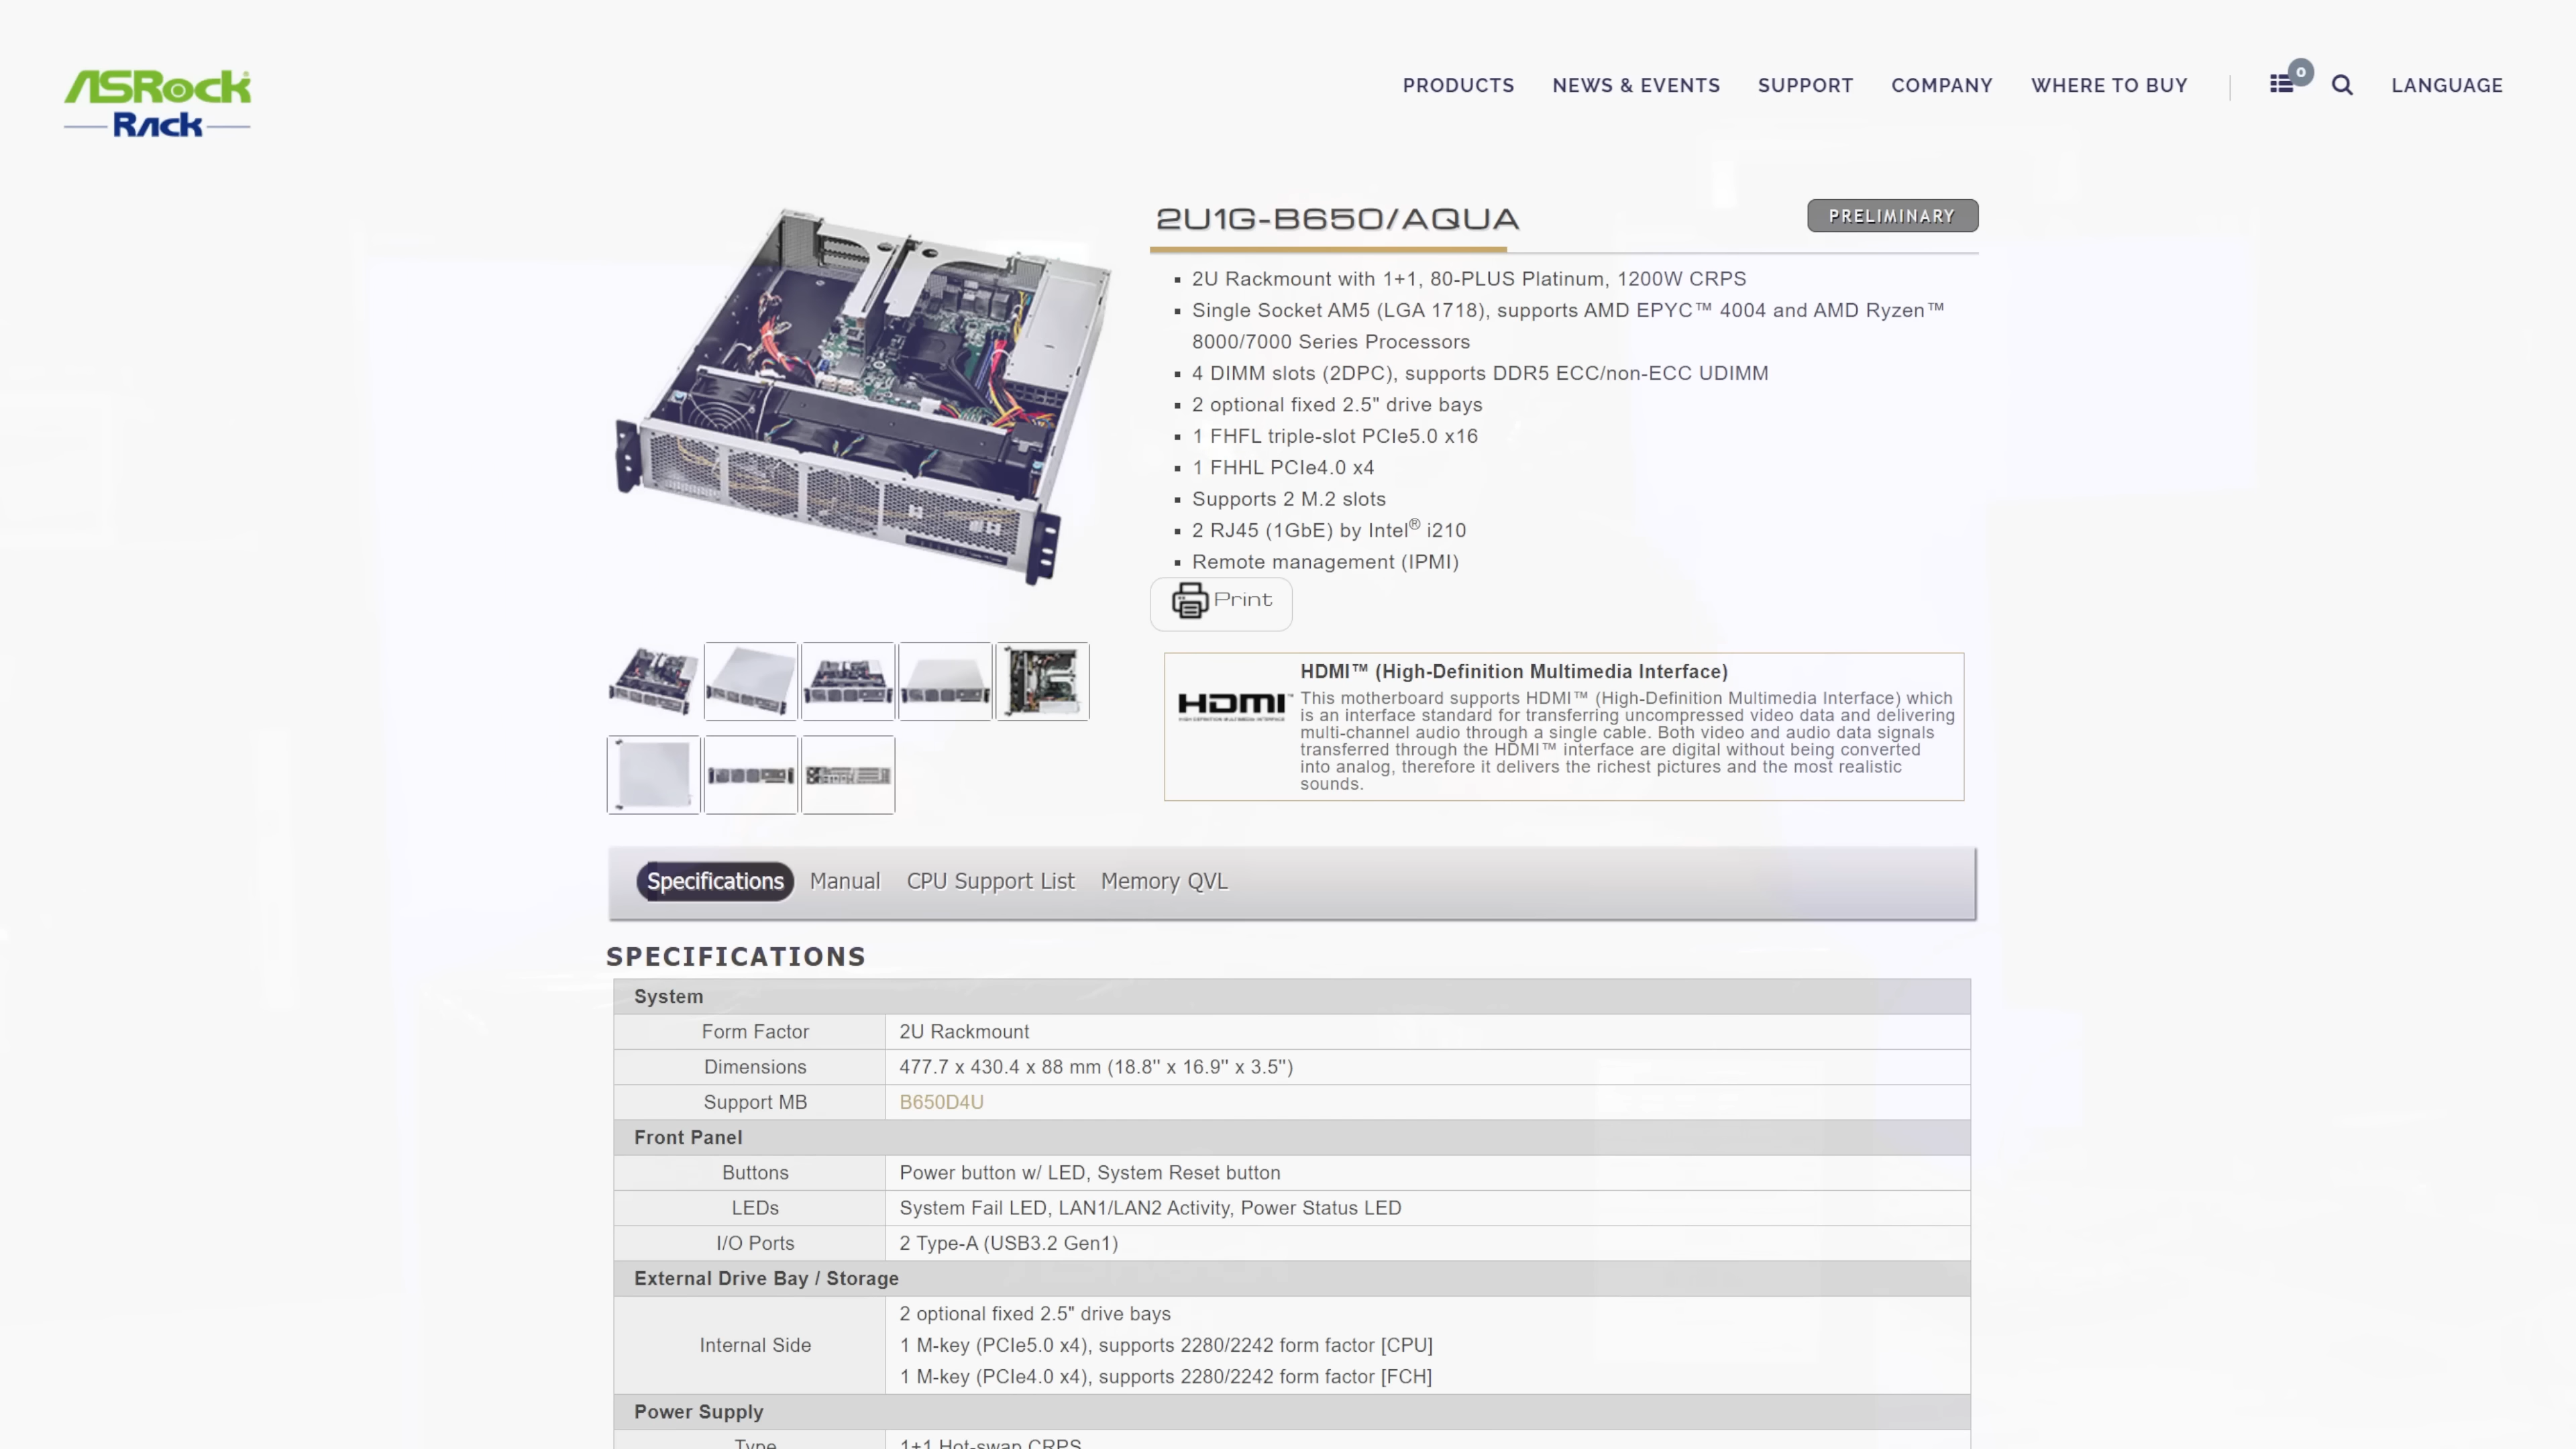 ASRock
Rack
PRODUCTS
NEWS & EVENTS
SUPPORT
COMPANY
WHERE TO BUY
0
LANGUAGE
2U1G-B650/AQUA
PRELIMINARY
2U Rackmount with 1+1, 80-PLUS Platinum, 1200W CRPS
Single Socket AM5 (LGA 1718), supports AMD EPYC™ 4004 and AMD Ryzen™
8000/7000 Series Processors
4 DIMM slots (2DPC), supports DDR5 ECC/non-ECC UDIMM
2 optional fixed 2.5" drive bays
1 FHFL triple-slot PCIe5.0 x16
1 FHHL PCIe4.0 x4
Supports 2 M.2 slots
2 RJ45 (1GbE) by Intel® i210
Remote management (IPMI)
Print
HDMI™ (High-Definition Multimedia Interface)
HDMI™
HIGH-DEFINITION MULTIMEDIA INTERFACE
This motherboard supports HDMI™ (High-Definition Multimedia Interface) which
is an interface standard for transferring uncompressed video data and delivering
multi-channel audio through a single cable. Both video and audio data signals
transferred through the HDMI™ interface are digital without being converted
into analog, therefore it delivers the richest pictures and the most realistic
sounds.
Specifications
Manual
CPU Support List
Memory QVL
SPECIFICATIONS
System
Form Factor
2U Rackmount
Dimensions
477.7 x 430.4 x 88 mm (18.8" x 16.9" x 3.5")
Support MB
B650D4U
Front Panel
Buttons
Power button w/ LED, System Reset button
LEDs
System Fail LED, LAN1/LAN2 Activity, Power Status LED
I/O Ports
2 Type-A (USB3.2 Gen1)
External Drive Bay / Storage
Internal Side
2 optional fixed 2.5" drive bays
1 M-key (PCIe5.0 x4), supports 2280/2242 form factor [CPU]
1 M-key (PCIe4.0 x4), supports 2280/2242 form factor [FCH]
Power Supply
Type
1+1 Hot-swap CRPS